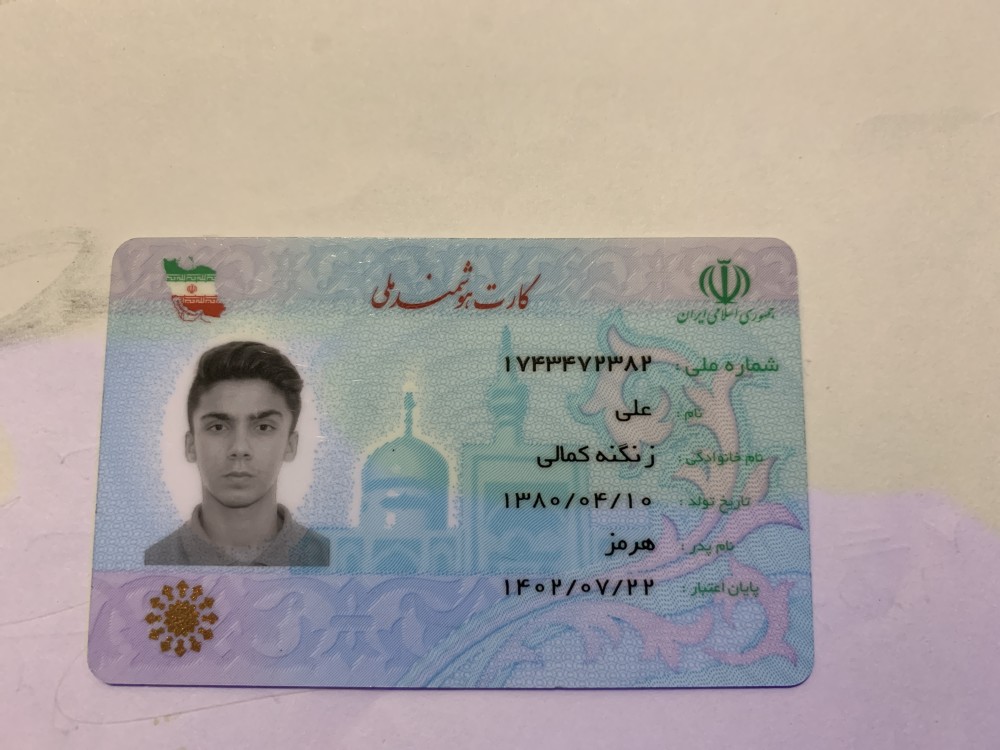 کارت هوشمند ملی
جمهوری اسلامی ایران
شماره ملی : ۱۷۴۳۴۷۲۳۸۲
نام : علی
نام خانوادگی : زنگنه کمالی
تاریخ تولد : ۱۳۸۰/۰۴/۱۰
نام پدر : هرمز
پایان اعتبار : ۱۴۰۲/۰۷/۲۲